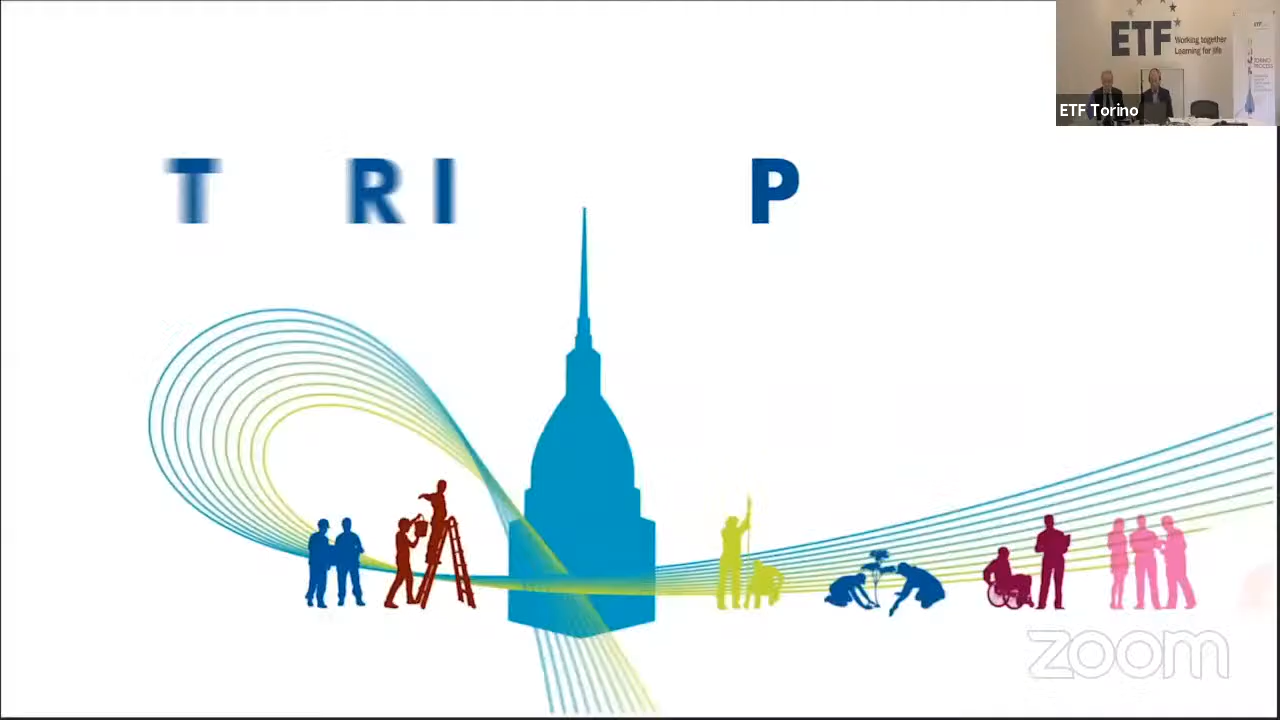 ETF
Working together
Learning for life
ETF Torino
T RI P
zoom